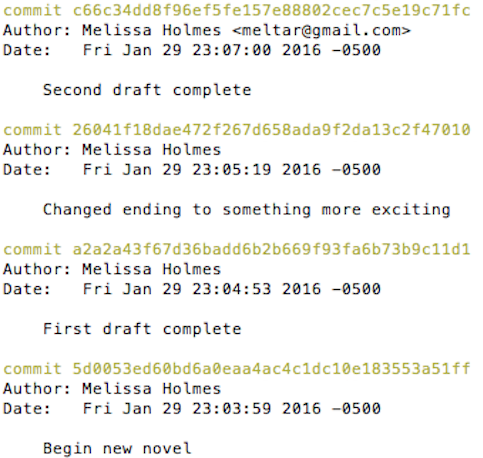 commit c66c34dd8f96ef5fe157e88802cec7c5e19c71fc
Author: Melissa Holmes <meltar@gmail.com>
Date:   Fri Jan 29 23:07:00 2016 -0500
Second draft complete
commit 26041f18dae472f267d658ada9f2da13c2f47010
Author: Melissa Holmes
Date:   Fri Jan 29 23:05:19 2016 -0500
Changed ending to something more exciting
commit a2a2a43f67d36badd6b2b669f93fa6b73b9c11d1
Author: Melissa Holmes
Date:   Fri Jan 29 23:04:53 2016 -0500
First draft complete
commit 5d0053ed60bd6a0eaa4ac4c1dc10e183553a51ff
Author: Melissa Holmes
Date:   Fri Jan 29 23:03:59 2016 -0500
Begin new novel